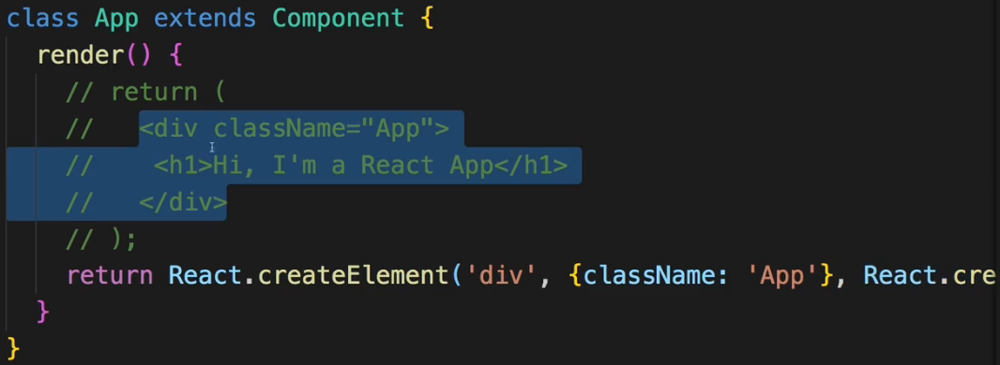 class App extends Component {
render() {
// return (
// <div className="App">
// <h1>Hi, I'm a React App</h1>
// </div>
// );
return React.createElement('div', {className: 'App'}, React.cre
}
}